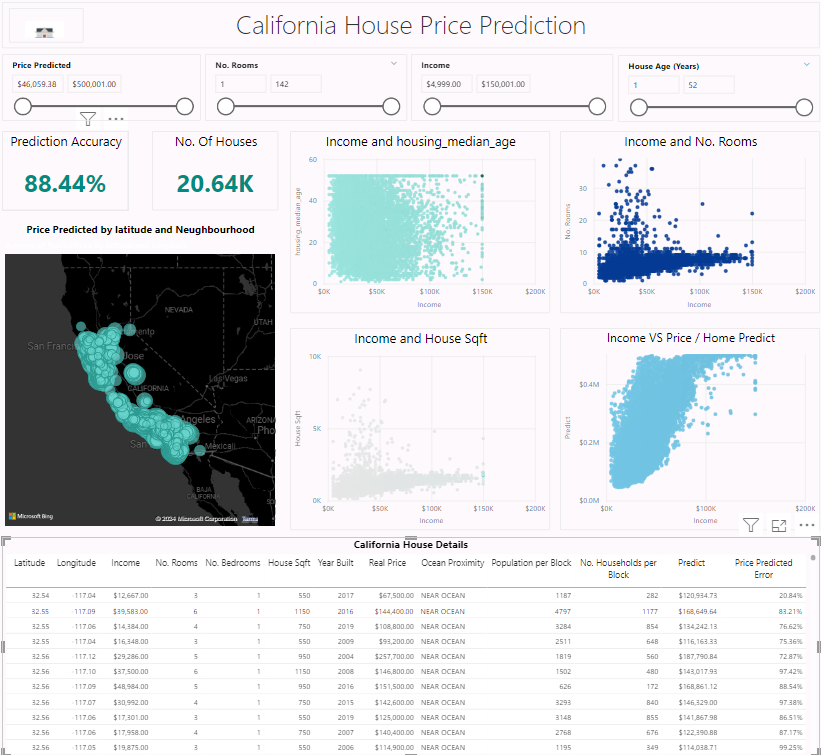 California House Price Prediction
Price Predicted
No. Rooms
Income
House Age (Years)
$46,059.38 $500,001.00
1 142
$4,999.00 $150,001.00
1 52
Prediction Accuracy
88.44%
No. Of Houses
20.64K
Income and housing_median_age
housing_median_age
60
40
20
0
$0K $50K $100K $150K $200K
Income
Income and No. Rooms
No. Rooms
30
20
10
0
$0K $50K $100K $150K $200K
Income
Price Predicted by latitude and Neughbourhood
NEVADA
UTAH
San Francis
Jose
CALIFORNIA
Las Vegas
Angeles
ARIZONA
Pho
San
Mexicali
BAJA
CALIFORNIA
SO
Microsoft Bing
© 2024 Microsoft Corporation Terms
Income and House Sqft
House Sqft
10K
5K
0K
$0K $50K $100K $150K $200K
Income
Income VS Price / Home Predict
Predict
$0.4M
$0.2M
$0.0M
$0K $100K $200K
Income
California House Details
Latitude Longitude Income No. Rooms No. Bedrooms House Sqft Year Built Real Price Ocean Proximity Population per Block No. Households per Block Predict Price Predicted Error
32.54 -117.04 $12,667.00 3 1 550 2017 $67,500.00 NEAR OCEAN 1187 282 $120,934.73 20.84%
32.55 -117.09 $39,583.00 6 1 1150 2016 $144,400.00 NEAR OCEAN 4797 1177 $168,649.64 83.21%
32.55 -117.06 $14,384.00 4 1 750 2019 $108,800.00 NEAR OCEAN 3284 854 $134,242.13 76.62%
32.55 -117.04 $16,348.00 3 1 550 2009 $93,200.00 NEAR OCEAN 2511 648 $116,163.33 75.36%
32.56 -117.12 $29,286.00 5 1 950 2004 $257,700.00 NEAR OCEAN 1819 560 $187,790.84 72.87%
32.56 -117.10 $37,500.00 6 1 1150 2008 $146,800.00 NEAR OCEAN 1502 480 $143,017.93 97.42%
32.56 -117.09 $48,984.00 5 1 950 2016 $151,500.00 NEAR OCEAN 626 172 $168,861.12 88.54%
32.56 -117.07 $30,992.00 4 1 750 2015 $142,600.00 NEAR OCEAN 3293 840 $146,329.00 97.38%
32.56 -117.06 $17,301.00 3 1 550 2019 $125,000.00 NEAR OCEAN 3148 855 $141,867.98 86.51%
32.56 -117.06 $17,958.00 4 1 750 2007 $140,400.00 NEAR OCEAN 2768 676 $122,390.88 87.17%
32.56 -117.05 $19,875.00 3 1 550 2006 $114,900.00 NEAR OCEAN 1195 349 $114,038.71 99.25%